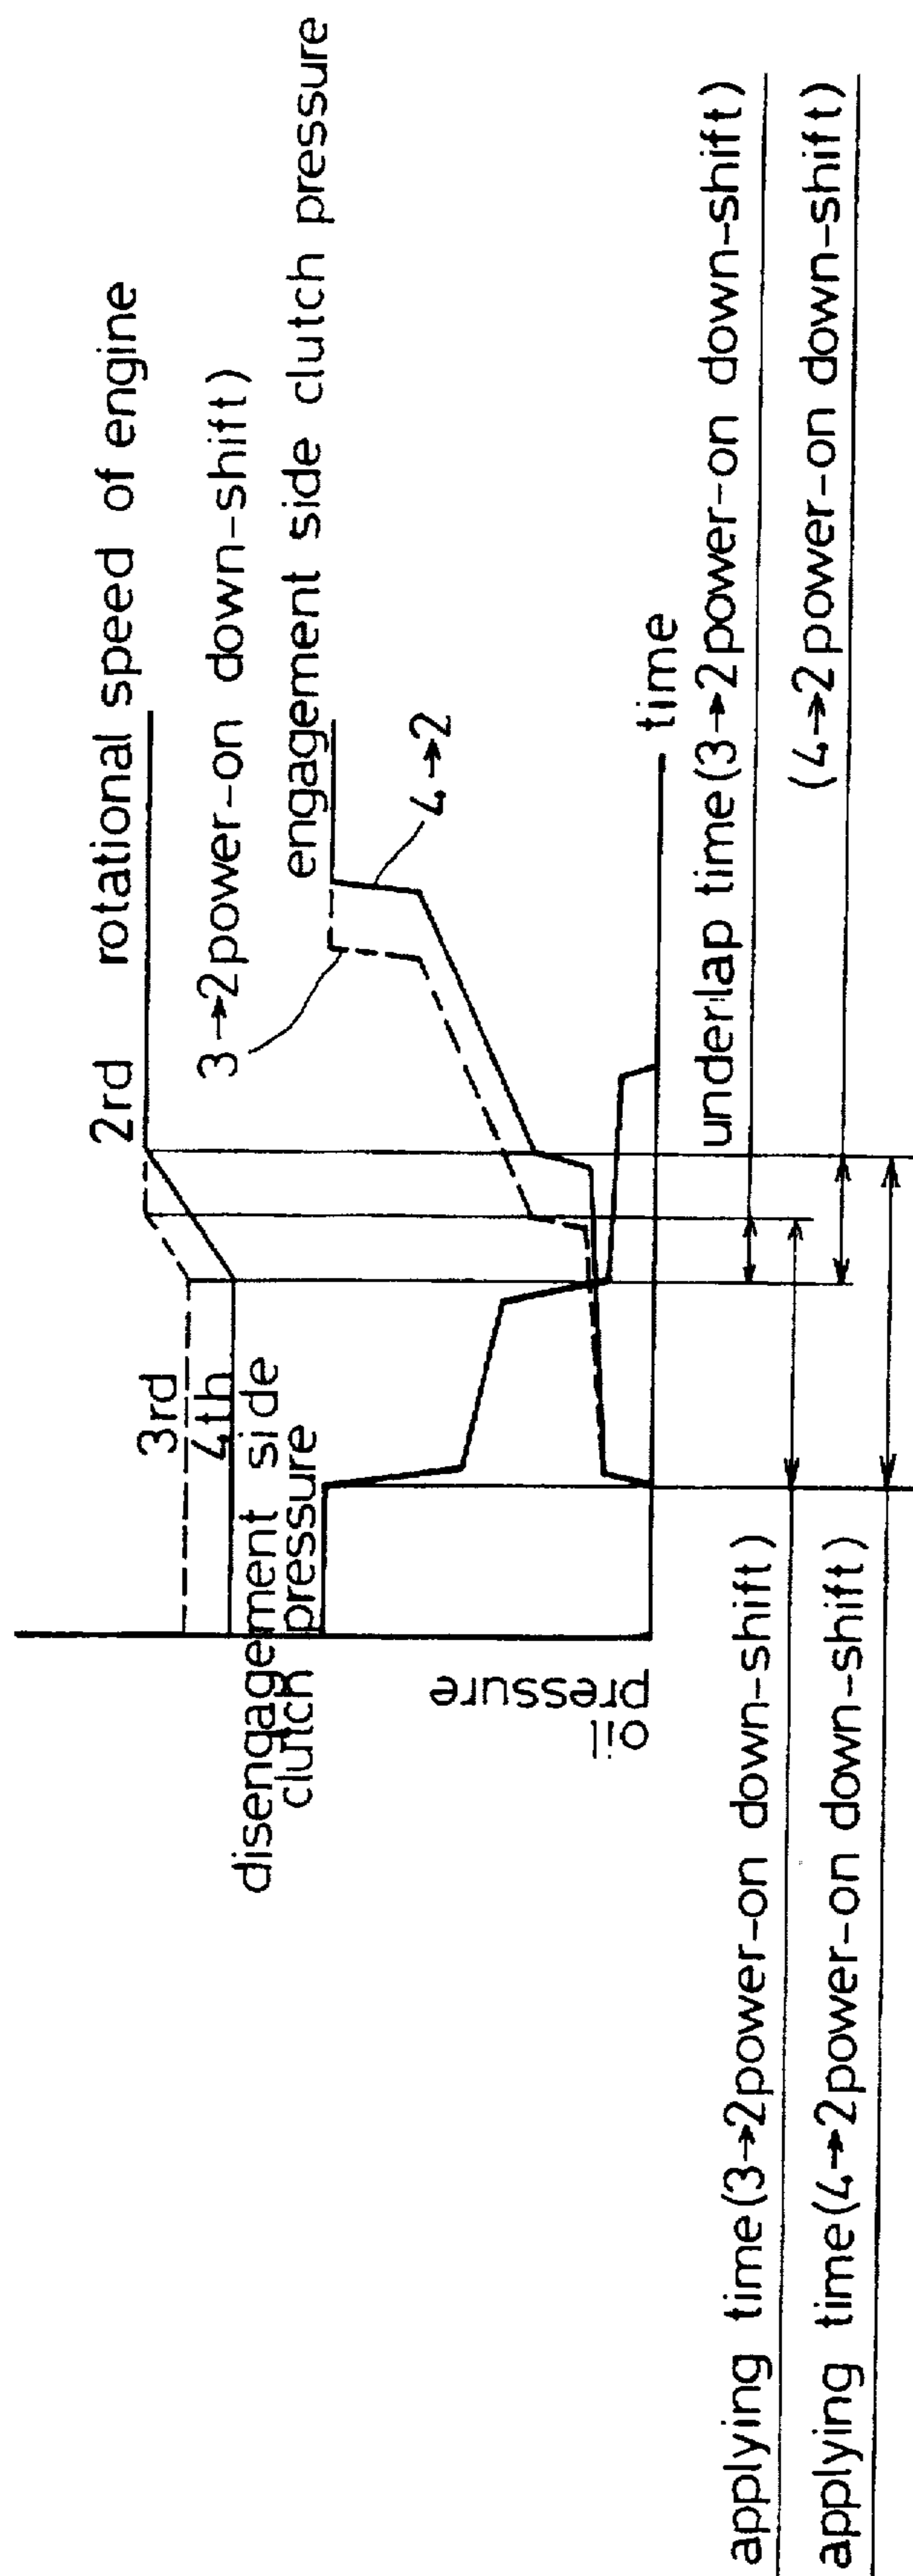 2rd rotational speed of engine
3rd
4th
3→2power-on down-shift)
disengagement side
clutch pressure
engagement side clutch pressure
4→2
oil
pressure
time
underlap time(3→2power-on down-shift)
(4→2power-on down-shift)
applying time(3→2power-on down-shift)
applying time(4→2power-on down-shift)